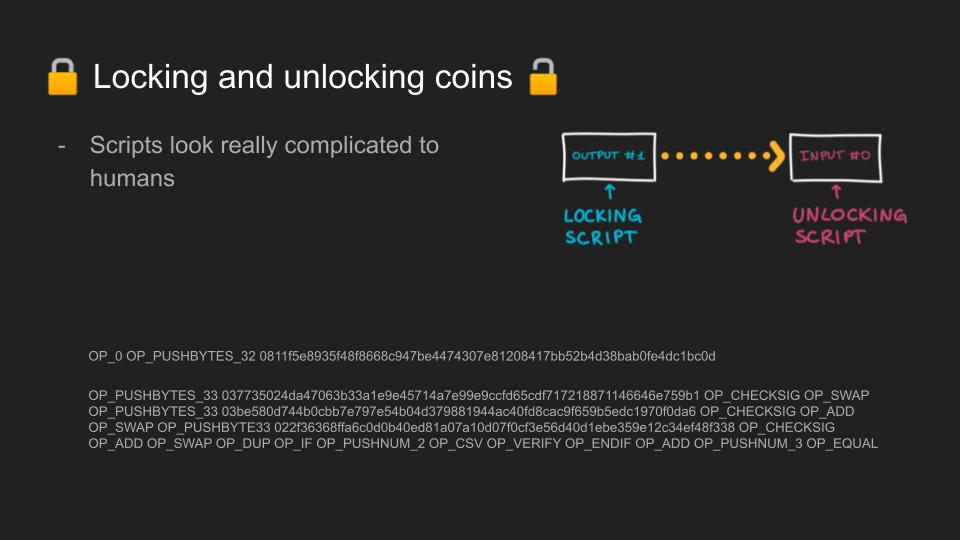 🔒 Locking and unlocking coins 🔓
- Scripts look really complicated to
humans
OUTPUT #1
INPUT #0
LOCKING
SCRIPT
UNLOCKING
SCRIPT
OP_0 OP_PUSHBYTES_32 0811f5e8935f48f8668c947be4474307e81208417bb52b4d38bab0fe4dc1bc0d
OP_PUSHBYTES_33 037735024da47063b33a1e9e45714a7e99e9ccfd65cdf717218871146646e759b1 OP_CHECKSIG OP_SWAP
OP_PUSHBYTES_33 03be580d744b0cbb7e797e54b04d379881944ac40fd8cac9f659b5edc1970f0da6 OP_CHECKSIG OP_ADD
OP_SWAP OP_PUSHBYTE33 022f36368ffa6c0d0b40ed81a07a10d07f0cf3e56d40d1ebe359e12c34ef48f338 OP_CHECKSIG
OP_ADD OP_SWAP OP_DUP OP_IF OP_PUSHNUM_2 OP_CSV OP_VERIFY OP_ENDIF OP_ADD OP_PUSHNUM_3 OP_EQUAL